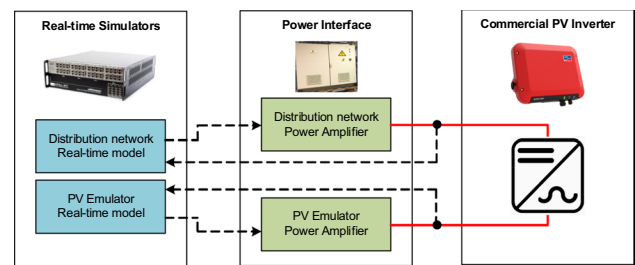 Real-time Simulators
Power Interface
Commercial PV Inverter
Distribution network
Real-time model
PV Emulator
Real-time model
Distribution network
Power Amplifier
PV Emulator
Power Amplifier